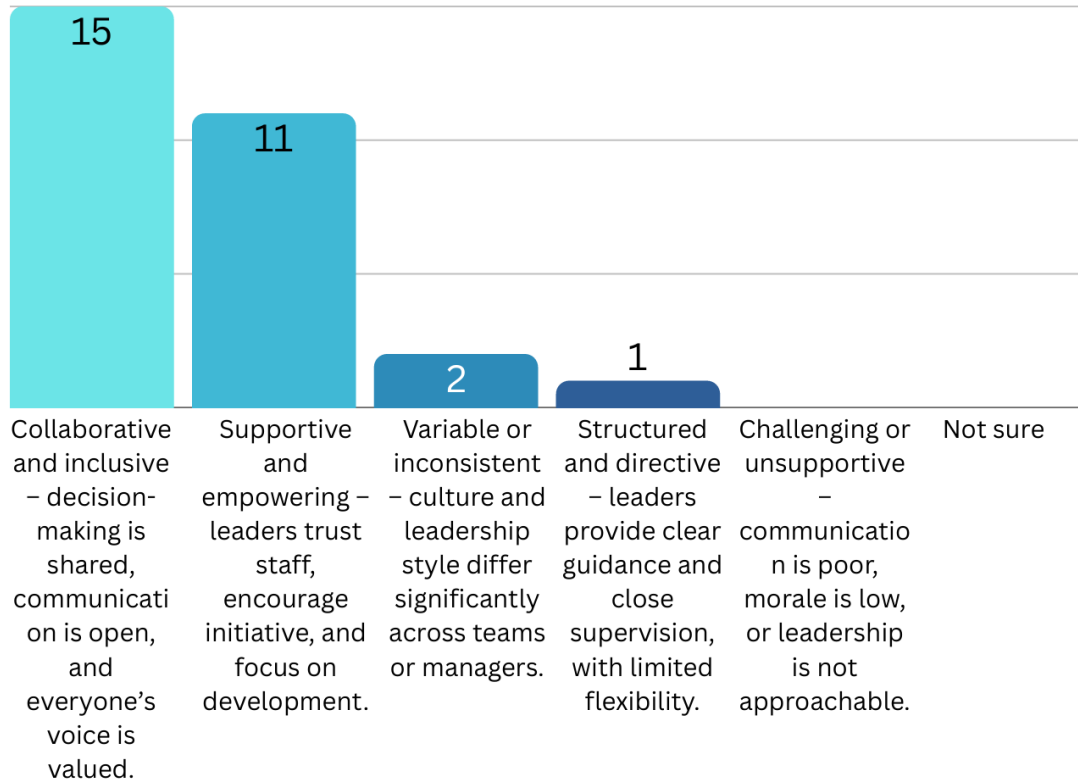 15
11
2
1
Collaborative
and inclusive
– decision-
making is
shared,
communicati
on is open,
and
everyone’s
voice is
valued.
Supportive
and
empowering –
leaders trust
staff,
encourage
initiative, and
focus on
development.
Variable or
inconsistent
– culture and
leadership
style differ
significantly
across teams
or managers.
Structured
and directive
– leaders
provide clear
guidance and
close
supervision,
with limited
flexibility.
Challenging or
unsupportive
–
communicatio
n is poor,
morale is low,
or leadership
is not
approachable.
Not sure